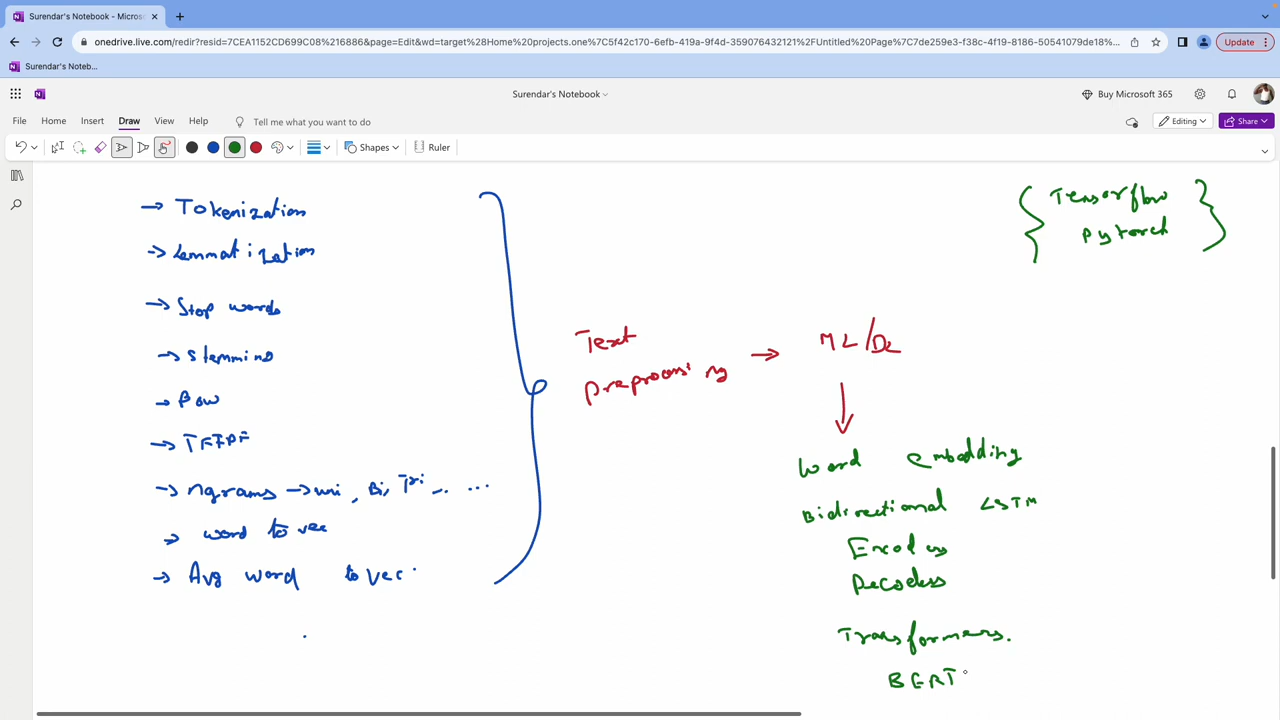 Surendar's Notebook - Micros
onedrive.live.com/redir?resid=7CEA1152CD699C08%216886&page=Edit&wd=target%28Home%20projects.one%7C5f42c170-6efb-419a-9f4d-359076432121%2FUntitled%20Page%7C7de259e3-f38c-4f19-8186-50541079de18%...
Update
Surendar's Noteb...
Surendar's Notebook
Buy Microsoft 365
File Home Insert Draw View Help Tell me what you want to do
Editing
Share
Shapes
Ruler
→ Tokenization
→ Lemmatization
→ Stop words
→ Stemming
→ BOW
→ TFIDF
→ ngrams → uni, Bi, Tri - ...
→ word to vec
→ Avg word to vec
Text
preprocessing → ML/DL
Tensorflow
Pytorch
Word embedding
Bidirectional LSTM
Encoders
Decoders
Transformers.
BERT